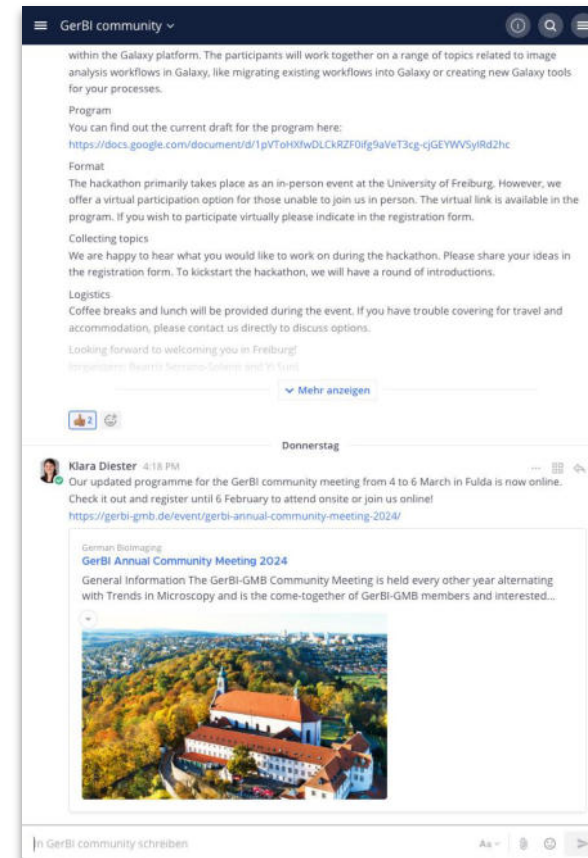 GerBI community
within the Galaxy platform. The participants will work together on a range of topics related to image
analysis workflows in Galaxy, like migrating existing workflows into Galaxy or creating new Galaxy tools
for your processes.
Program
You can find out the current draft for the program here:
https://docs.google.com/document/d/1pVToHXfwDLCkRZF0ifg9aVeT3cg-cjGEYWVSyIRd2hc
Format
The hackathon primarily takes place as an in-person event at the University of Freiburg. However, we
offer a virtual participation option for those unable to join us in person. The virtual link is available in the
program. If you wish to participate virtually please indicate in the registration form.
Collecting topics
We are happy to hear what you would like to work on during the hackathon. Please share your ideas in
the registration form. To kickstart the hackathon, we will have a round of introductions.
Logistics
Coffee breaks and lunch will be provided during the event. If you have trouble covering for travel and
accommodation, please contact us directly to discuss options.
Looking forward to welcoming you in Freiburg!
Mehr anzeigen
2
Donnerstag
Klara Diester 4:18 PM
Our updated programme for the GerBI community meeting from 4 to 6 March in Fulda is now online.
Check it out and register until 6 February to attend onsite or join us online!
https://gerbi-gmb.de/event/gerbi-annual-community-meeting-2024/
German BioImaging
GerBI Annual Community Meeting 2024
General Information The GerBI-GMB Community Meeting is held every other year alternating
with Trends in Microscopy and is the come-together of GerBI-GMB members and interested...
In GerBI community schreiben
Aa